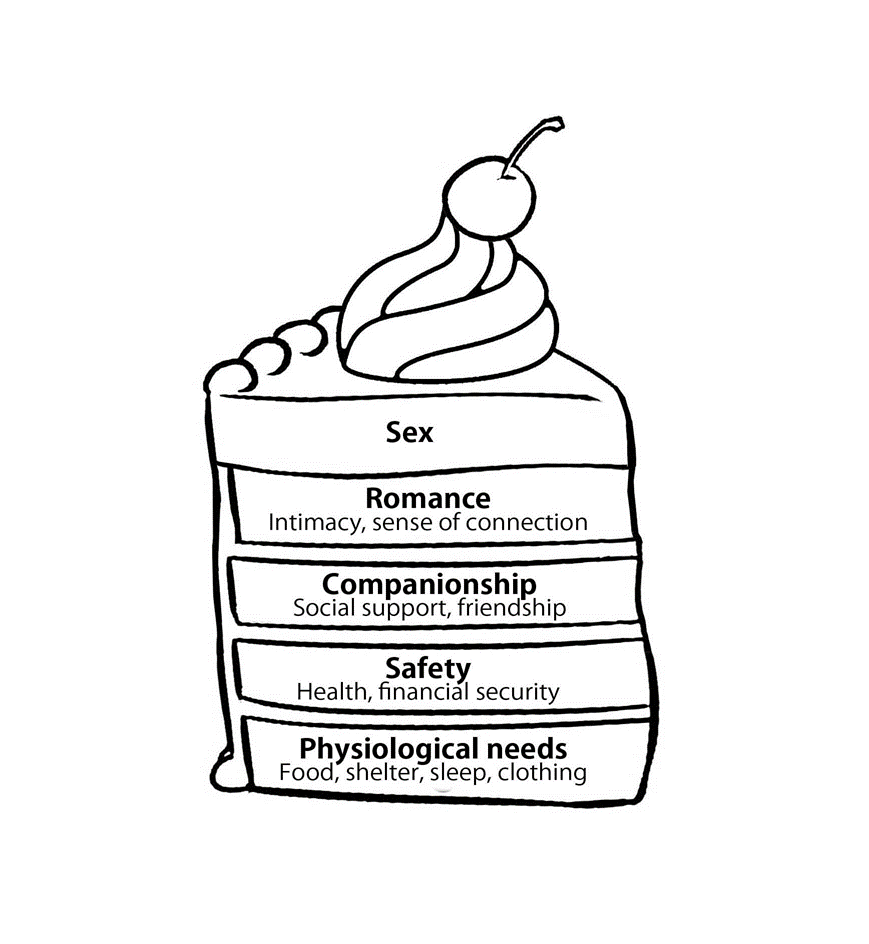 Sex
Romance
Intimacy, sense of connection
Companionship
Social support, friendship
Safety
Health, financial security
Physiological needs
Food, shelter, sleep, clothing